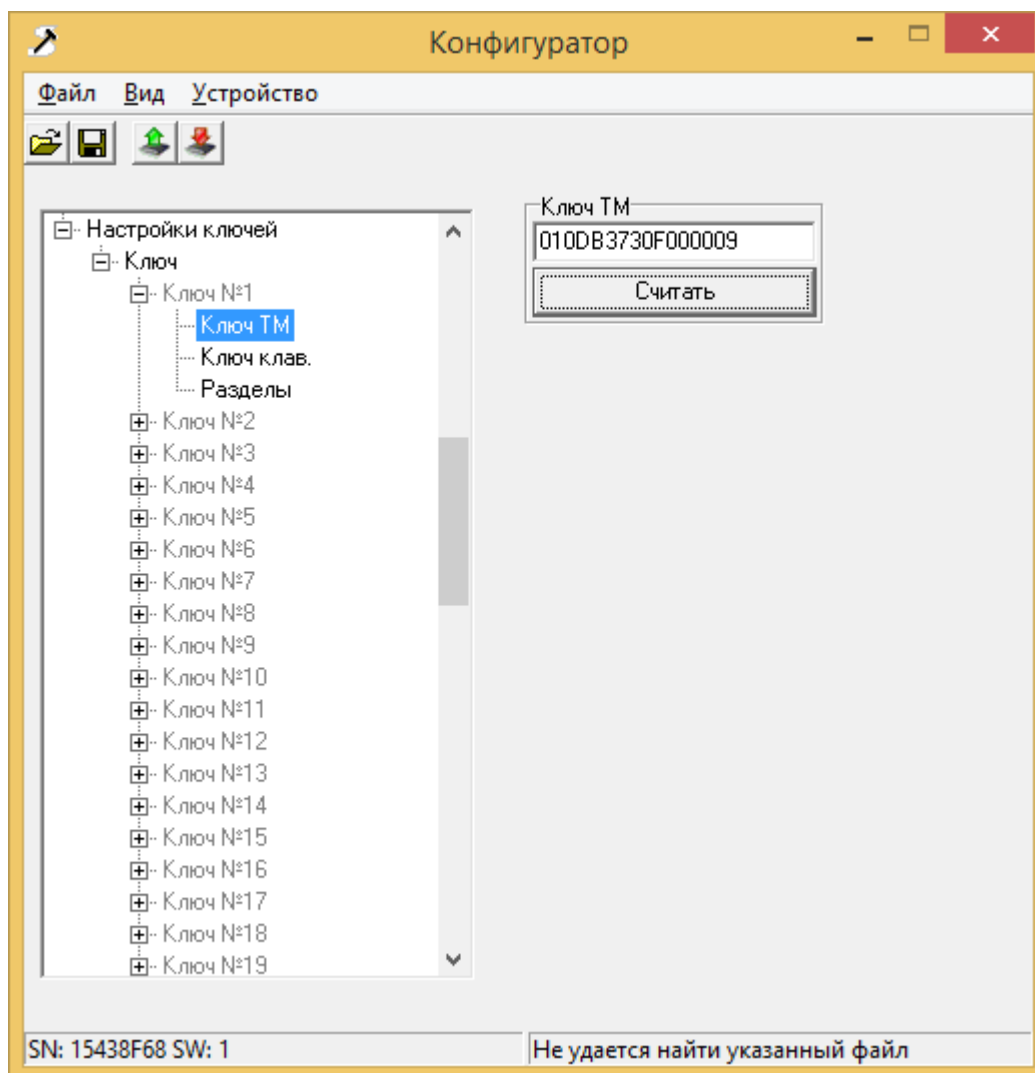 Конфигуратор
Файл Вид Устройство
Настройки ключей
Ключ
Ключ №1
Ключ ТМ
Ключ клав.
Разделы
Ключ №2
Ключ №3
Ключ №4
Ключ №5
Ключ №6
Ключ №7
Ключ №8
Ключ №9
Ключ №10
Ключ №11
Ключ №12
Ключ №13
Ключ №14
Ключ №15
Ключ №16
Ключ №17
Ключ №18
Ключ №19
Ключ ТМ
010DB3730F000009
Считать
SN: 15438F68 SW: 1
Не удается найти указанный файл